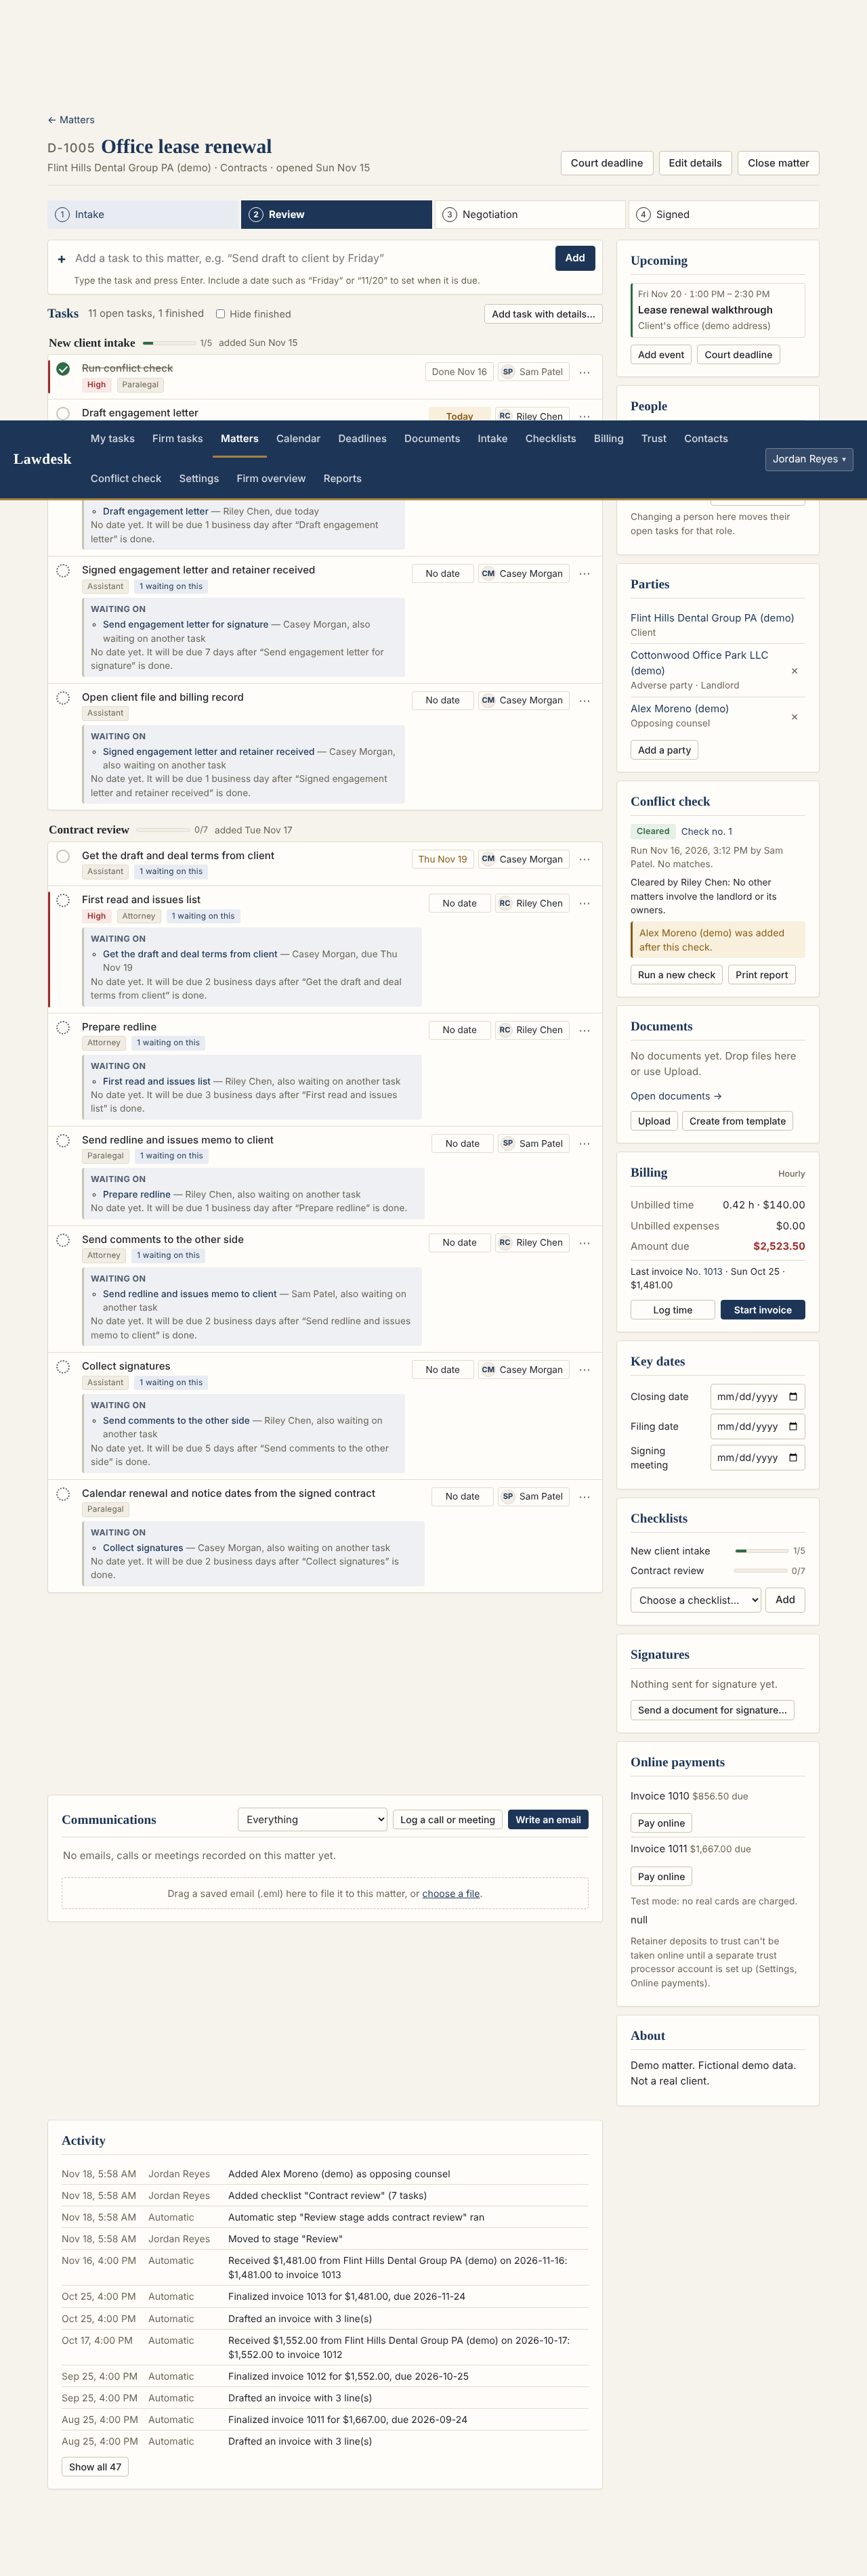 ← Matters
D-1005 Office lease renewal
Flint Hills Dental Group PA (demo) · Contracts · opened Sun Nov 15
Court deadline
Edit details
Close matter
1 Intake
2 Review
3 Negotiation
4 Signed
+ Add a task to this matter, e.g. “Send draft to client by Friday”
Add
Type the task and press Enter. Include a date such as “Friday” or “11/20” to set when it is due.
Tasks 11 open tasks, 1 finished Hide finished Add task with details...
New client intake 1/5 added Sun Nov 15
Run conflict check Done Nov 16 SP Sam Patel ...
High Paralegal
Draft engagement letter Today RC Riley Chen ...
Lawdesk
My tasks Firm tasks Matters Calendar Deadlines Documents Intake Checklists Billing Trust Contacts
Conflict check Settings Firm overview Reports
Jordan Reyes ▾
Draft engagement letter — Riley Chen, due today
No date yet. It will be due 1 business day after “Draft engagement
letter” is done.
Signed engagement letter and retainer received No date CM Casey Morgan ...
Assistant 1 waiting on this
WAITING ON
Send engagement letter for signature — Casey Morgan, also
waiting on another task
No date yet. It will be due 7 days after “Send engagement letter for
signature” is done.
Open client file and billing record No date CM Casey Morgan ...
Assistant
WAITING ON
Signed engagement letter and retainer received — Casey Morgan,
also waiting on another task
No date yet. It will be due 1 business day after “Signed engagement
letter and retainer received” is done.
Contract review 0/7 added Tue Nov 17
Get the draft and deal terms from client Thu Nov 19 CM Casey Morgan ...
Assistant 1 waiting on this
First read and issues list No date RC Riley Chen ...
High Attorney 1 waiting on this
WAITING ON
Get the draft and deal terms from client — Casey Morgan, due Thu
Nov 19
No date yet. It will be due 2 business days after “Get the draft and deal
terms from client” is done.
Prepare redline No date RC Riley Chen ...
Attorney 1 waiting on this
WAITING ON
First read and issues list — Riley Chen, also waiting on another task
No date yet. It will be due 3 business days after “First read and issues
list” is done.
Send redline and issues memo to client No date SP Sam Patel ...
Paralegal 1 waiting on this
WAITING ON
Prepare redline — Riley Chen, also waiting on another task
No date yet. It will be due 1 business day after “Prepare redline” is done.
Send comments to the other side No date RC Riley Chen ...
Attorney 1 waiting on this
WAITING ON
Send redline and issues memo to client — Sam Patel, also waiting on
another task
No date yet. It will be due 2 business days after “Send redline and issues
memo to client” is done.
Collect signatures No date CM Casey Morgan ...
Assistant 1 waiting on this
WAITING ON
Send comments to the other side — Riley Chen, also waiting on
another task
No date yet. It will be due 5 days after “Send comments to the other
side” is done.
Calendar renewal and notice dates from the signed contract No date SP Sam Patel ...
Paralegal
WAITING ON
Collect signatures — Casey Morgan, also waiting on another task
No date yet. It will be due 2 business days after “Collect signatures” is
done.
Communications Everything Log a call or meeting Write an email
No emails, calls or meetings recorded on this matter yet.
Drag a saved email (.eml) here to file it to this matter, or choose a file.
Activity
Nov 18, 5:58 AM Jordan Reyes Added Alex Moreno (demo) as opposing counsel
Nov 18, 5:58 AM Jordan Reyes Added checklist "Contract review" (7 tasks)
Nov 18, 5:58 AM Automatic Automatic step "Review stage adds contract review" ran
Nov 18, 5:58 AM Jordan Reyes Moved to stage "Review"
Nov 16, 4:00 PM Automatic Received $1,481.00 from Flint Hills Dental Group PA (demo) on 2026-11-16:
$1,481.00 to invoice 1013
Oct 25, 4:00 PM Automatic Finalized invoice 1013 for $1,481.00, due 2026-11-24
Oct 25, 4:00 PM Automatic Drafted an invoice with 3 line(s)
Oct 17, 4:00 PM Automatic Received $1,552.00 from Flint Hills Dental Group PA (demo) on 2026-10-17:
$1,552.00 to invoice 1012
Sep 25, 4:00 PM Automatic Finalized invoice 1012 for $1,552.00, due 2026-10-25
Sep 25, 4:00 PM Automatic Drafted an invoice with 3 line(s)
Aug 25, 4:00 PM Automatic Finalized invoice 1011 for $1,667.00, due 2026-09-24
Aug 25, 4:00 PM Automatic Drafted an invoice with 3 line(s)
Show all 47
Upcoming
Fri Nov 20 · 1:00 PM – 2:30 PM
Lease renewal walkthrough
Client's office (demo address)
Add event Court deadline
People
Changing a person here moves their
open tasks for that role.
Parties
Flint Hills Dental Group PA (demo)
Client
Cottonwood Office Park LLC
(demo) ×
Adverse party · Landlord
Alex Moreno (demo) ×
Opposing counsel
Add a party
Conflict check
Cleared Check no. 1
Run Nov 16, 2026, 3:12 PM by Sam
Patel. No matches.
Cleared by Riley Chen: No other
matters involve the landlord or its
owners.
Alex Moreno (demo) was added
after this check.
Run a new check Print report
Documents
No documents yet. Drop files here
or use Upload.
Open documents →
Upload Create from template
Billing Hourly
Unbilled time 0.42 h · $140.00
Unbilled expenses $0.00
Amount due $2,523.50
Last invoice No. 1013 · Sun Oct 25 ·
$1,481.00
Log time Start invoice
Key dates
Closing date mm/dd/yyyy
Filing date mm/dd/yyyy
Signing
meeting mm/dd/yyyy
Checklists
New client intake 1/5
Contract review 0/7
Choose a checklist... Add
Signatures
Nothing sent for signature yet.
Send a document for signature...
Online payments
Invoice 1010 $856.50 due
Pay online
Invoice 1011 $1,667.00 due
Pay online
Test mode: no real cards are charged.
null
Retainer deposits to trust can't be
taken online until a separate trust
processor account is set up (Settings,
Online payments).
About
Demo matter. Fictional demo data.
Not a real client.